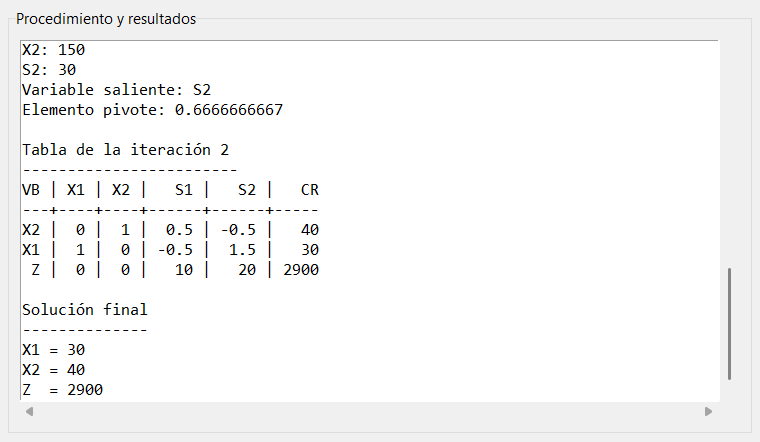 Procedimiento y resultados
X2: 150
S2: 30
Variable saliente: S2
Elemento pivote: 0.6666666667
Tabla de la iteración 2
------------------------
VB | X1 | X2 |   S1 |   S2 |   CR
---+----+----+------+------+-----
X2 |  0 |  1 |  0.5 | -0.5 |   40
X1 |  1 |  0 | -0.5 |  1.5 |   30
 Z |  0 |  0 |   10 |   20 | 2900
Solución final
--------------
X1 = 30
X2 = 40
Z  = 2900